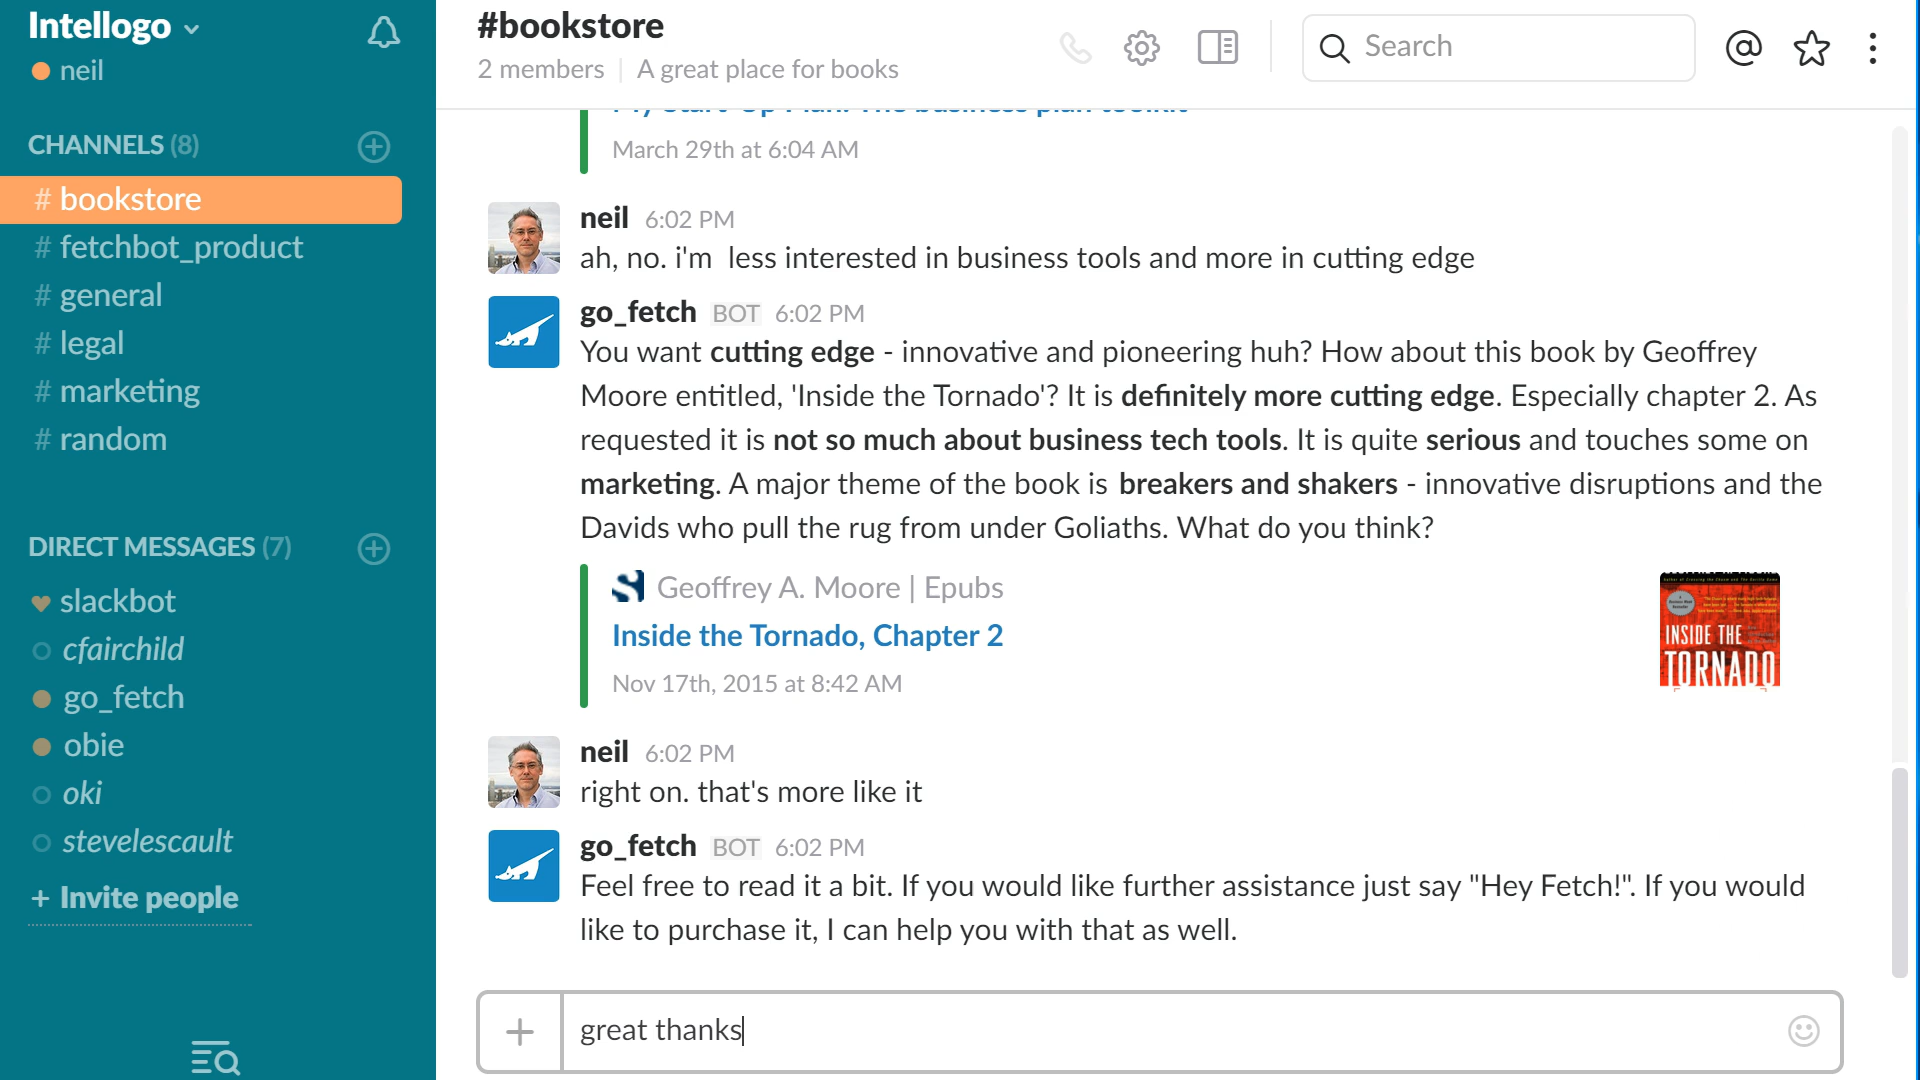 Intellogo
neil
CHANNELS (8)
# bookstore
# fetchbot_product
# general
# legal
# marketing
# random
DIRECT MESSAGES (7)
slackbot
cfairchild
go_fetch
obie
oki
stevelescault
+ Invite people
#bookstore
2 members | A great place for books
Search
My Start-Up Plan: The business plan toolkit
March 29th at 6:04 AM
neil 6:02 PM
ah, no. i'm  less interested in business tools and more in cutting edge
go_fetch BOT 6:02 PM
You want cutting edge - innovative and pioneering huh? How about this book by Geoffrey
Moore entitled, 'Inside the Tornado'? It is definitely more cutting edge. Especially chapter 2. As
requested it is not so much about business tech tools. It is quite serious and touches some on
marketing. A major theme of the book is breakers and shakers - innovative disruptions and the
Davids who pull the rug from under Goliaths. What do you think?
Geoffrey A. Moore | Epubs
Inside the Tornado, Chapter 2
Nov 17th, 2015 at 8:42 AM
INSIDE THE
TORNADO
neil 6:02 PM
right on. that's more like it
go_fetch BOT 6:02 PM
Feel free to read it a bit. If you would like further assistance just say "Hey Fetch!". If you would
like to purchase it, I can help you with that as well.
great thanks